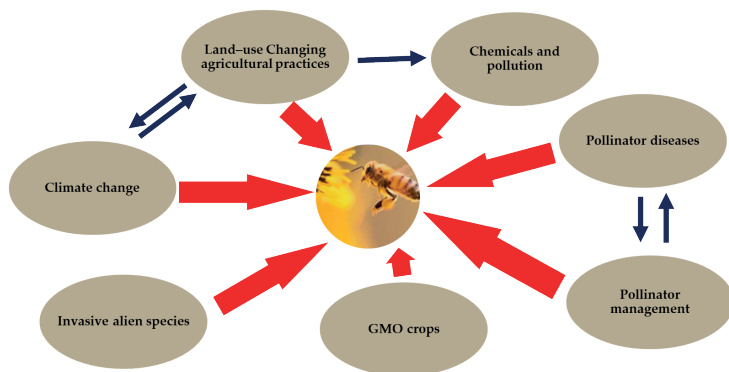 Land–use Changing
agricultural practices
Chemicals and
pollution
Pollinator diseases
Climate change
Pollinator
management
Invasive alien species
GMO crops